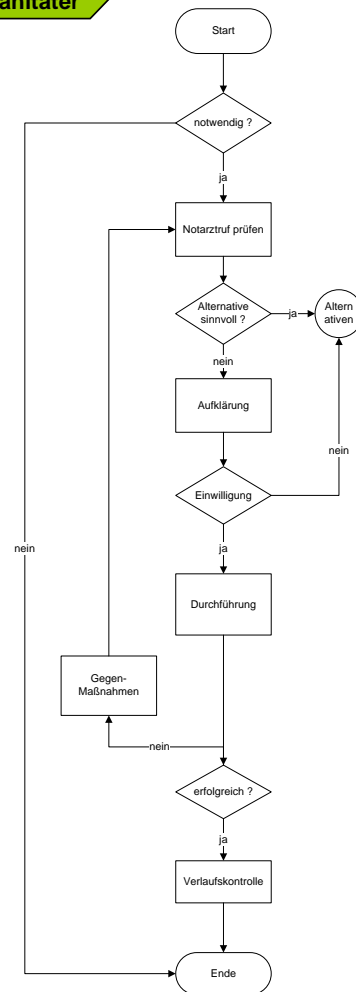 Start
notwendig ?
ja
Notarztruf prüfen
Alternative
sinnvoll ?
ja
Altern
ativen
nein
Aufklärung
nein
Einwilligung
nein
ja
Durchführung
Gegen-
Maßnahmen
nein
erfolgreich ?
ja
Verlaufskontrolle
Ende